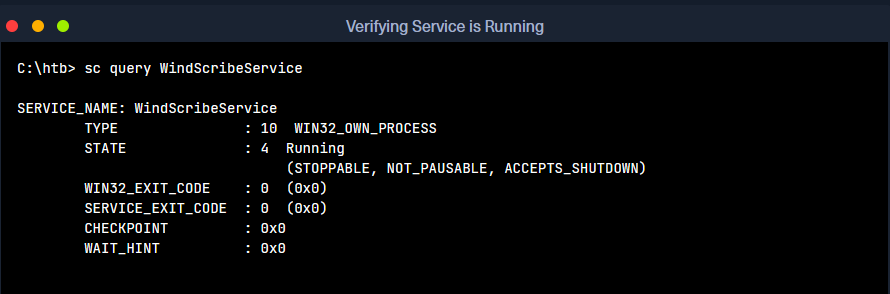 Verifying Service is Running
C:\htb> sc query WindScribeService
SERVICE_NAME: WindScribeService
        TYPE               : 10  WIN32_OWN_PROCESS
        STATE              : 4  Running
                                (STOPPABLE, NOT_PAUSABLE, ACCEPTS_SHUTDOWN)
        WIN32_EXIT_CODE    : 0  (0x0)
        SERVICE_EXIT_CODE  : 0  (0x0)
        CHECKPOINT         : 0x0
        WAIT_HINT          : 0x0